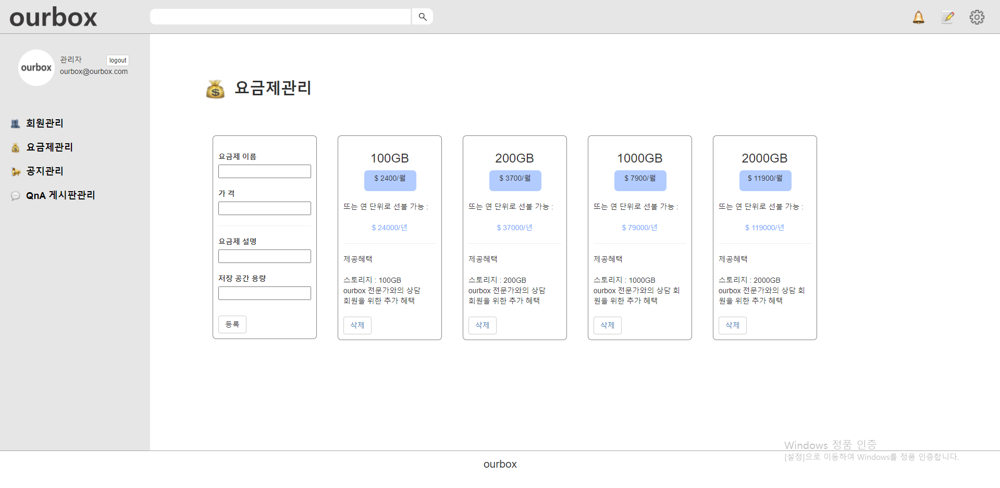 ourbox
ourbox
관리자
logout
ourbox@ourbox.com
회원관리
요금제관리
공지관리
QnA 게시판관리
요금제관리
요금제 이름
가 격
요금제 설명
저장 공간 용량
등록
100GB
$ 2400/월
또는 연 단위로 선불 가능 :
$ 24000/년
제공혜택
스토리지 : 100GB
ourbox 전문가와의 상담
회원을 위한 추가 혜택
삭제
200GB
$ 3700/월
또는 연 단위로 선불 가능 :
$ 37000/년
제공혜택
스토리지 : 200GB
ourbox 전문가와의 상담
회원을 위한 추가 혜택
삭제
1000GB
$ 7900/월
또는 연 단위로 선불 가능 :
$ 79000/년
제공혜택
스토리지 : 1000GB
ourbox 전문가와의 상담 회
원을 위한 추가 혜택
삭제
2000GB
$ 11900/월
또는 연 단위로 선불 가능 :
$ 119000/년
제공혜택
스토리지 : 2000GB
ourbox 전문가와의 상담 회
원을 위한 추가 혜택
삭제
Windows 정품 인증
[설정]으로 이동하여 Windows를 정품 인증합니다.
ourbox